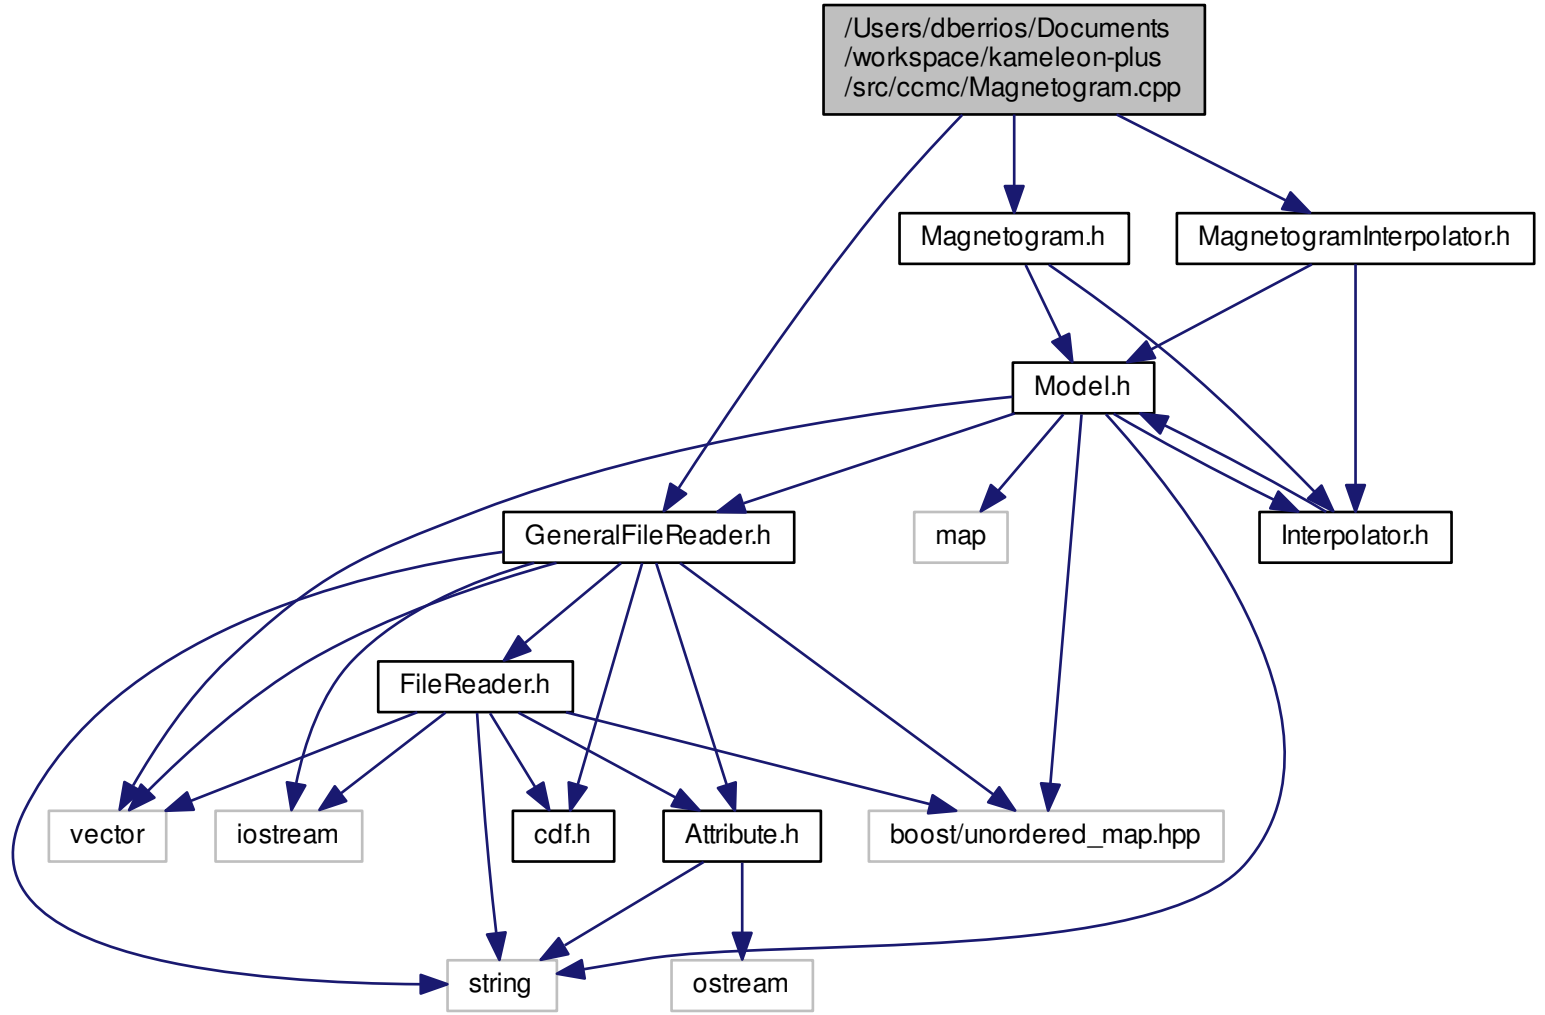 /Users/dberrios/Documents
/workspace/kameleon-plus
/src/ccmc/Magnetogram.cpp
Magnetogram.h
MagnetogramInterpolator.h
Model.h
GeneralFileReader.h
map
Interpolator.h
FileReader.h
vector
iostream
cdf.h
Attribute.h
boost/unordered_map.hpp
string
ostream